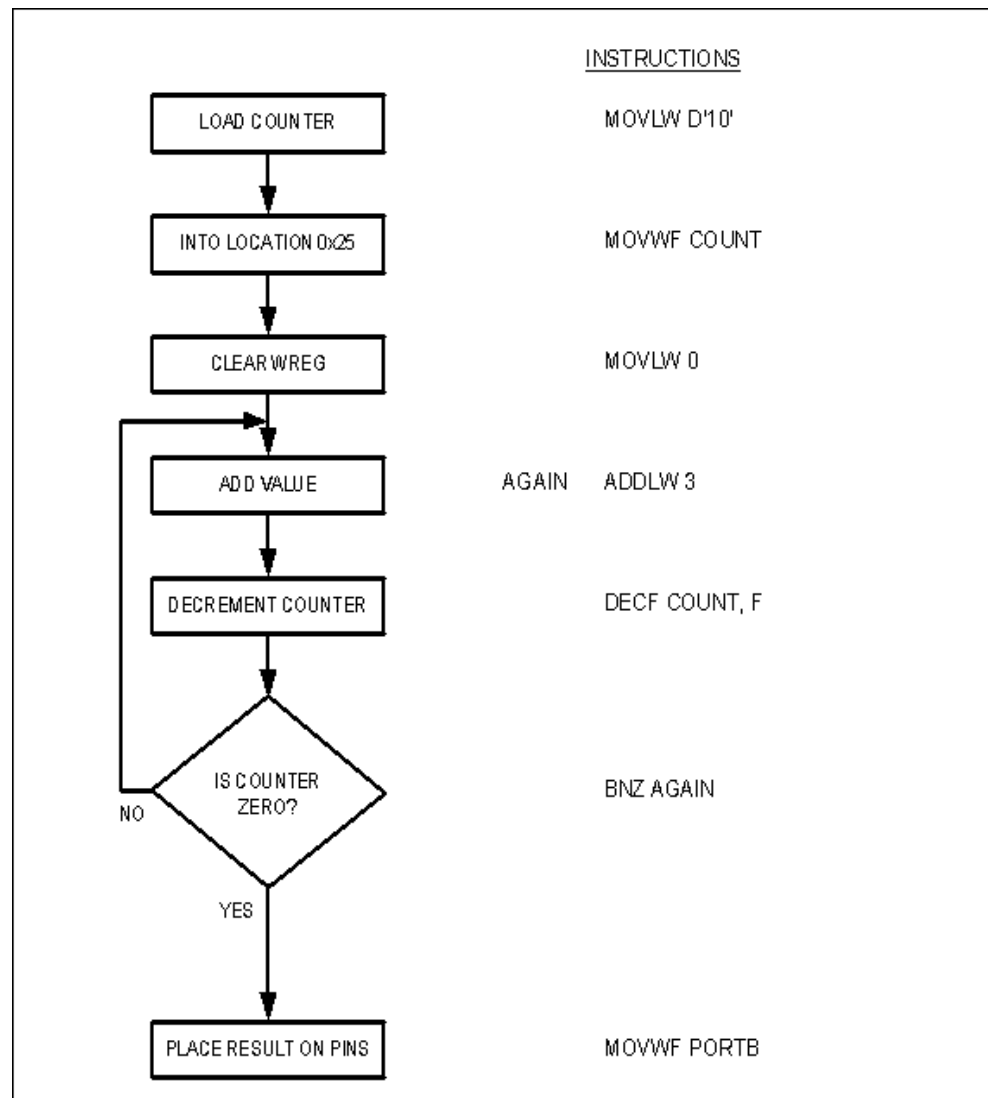 INSTRUCTIONS
LOAD COUNTER
MOVLW D'10'
INTO LOCATION 0x25
MOVWF COUNT
CLEAR WREG
MOVLW 0
ADD VALUE
AGAIN ADDLW 3
DECREMENT COUNTER
DECF COUNT, F
IS COUNTER
ZERO?
BNZ AGAIN
NO
YES
PLACE RESULT ON PINS
MOVWF PORTB